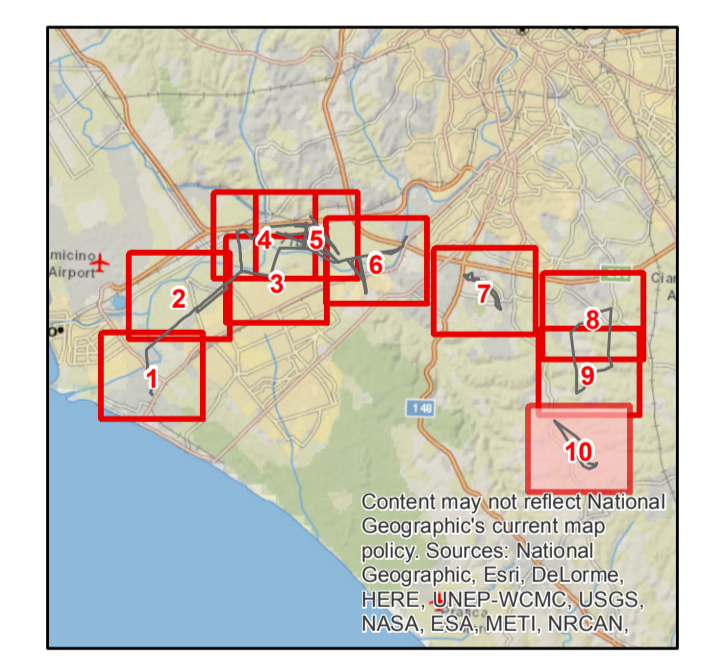 micino
Airport
Cia
A
o
4
5
6
3
2
7
8
1
9
148
10
Content may not reflect National
Geographic's current map
policy. Sources: National
Geographic, Esri, DeLorme,
HERE, UNEP-WCMC, USGS,
NASA, ESA, METI, NRCAN,